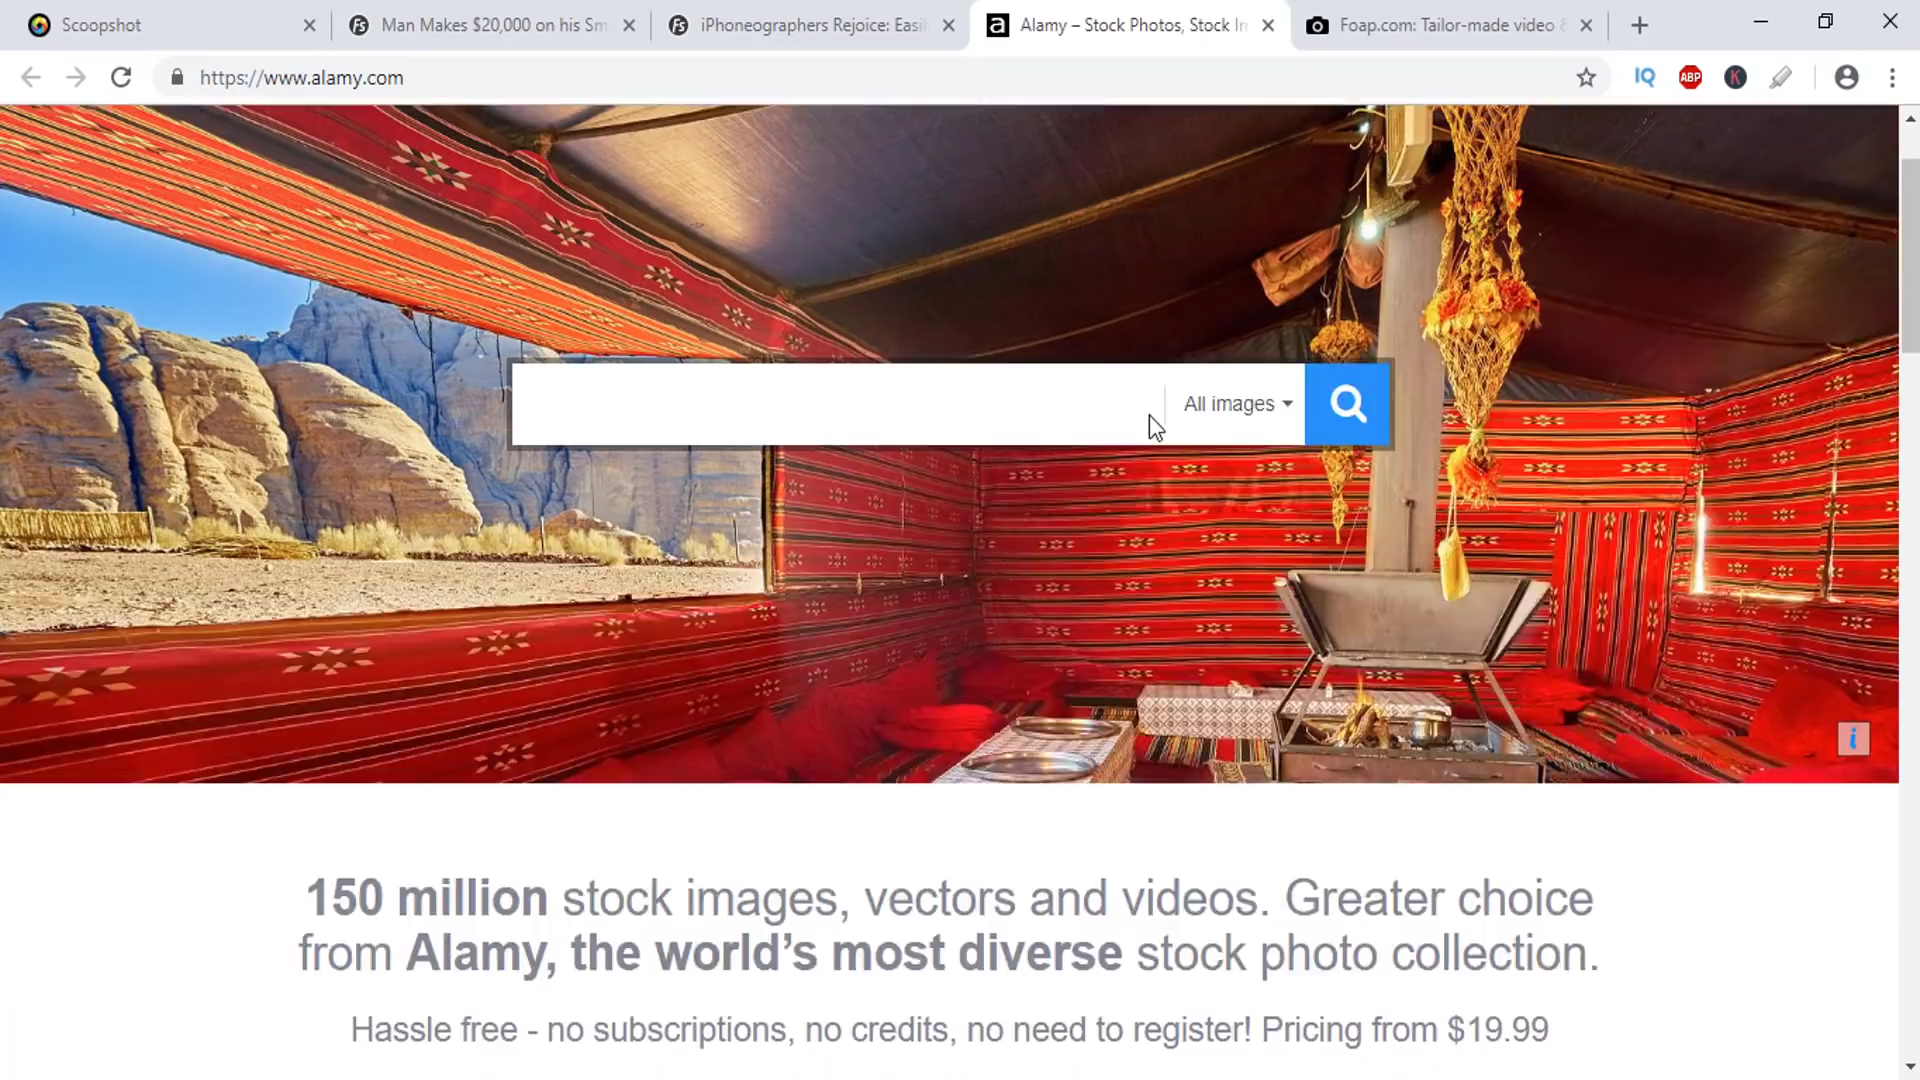 Scoopshot
Man Makes $20,000 on his Sm
iPhoneographers Rejoice: Easil
Alamy – Stock Photos, Stock Im
Foap.com: Tailor-made video &
https://www.alamy.com
IQ
ABP
K
All images
i
150 million stock images, vectors and videos. Greater choice
from Alamy, the world’s most diverse stock photo collection.
Hassle free - no subscriptions, no credits, no need to register! Pricing from $19.99